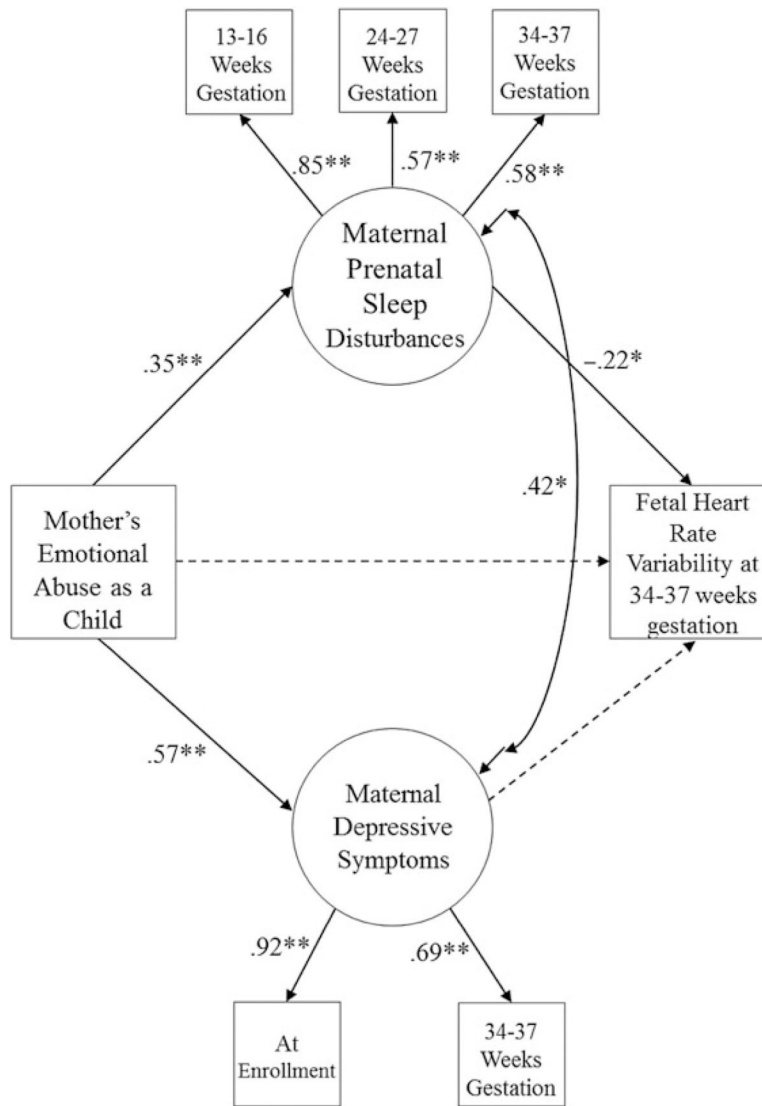 13-16
Weeks
Gestation
24-27
Weeks
Gestation
34-37
Weeks
Gestation
.85**
.57**
.58**
Maternal
Prenatal
Sleep
Disturbances
.35**
–.22*
.42*
Mother’s
Emotional
Abuse as a
Child
Fetal Heart
Rate
Variability at
34-37 weeks
gestation
.57**
Maternal
Depressive
Symptoms
.92**
.69**
At
Enrollment
34-37
Weeks
Gestation